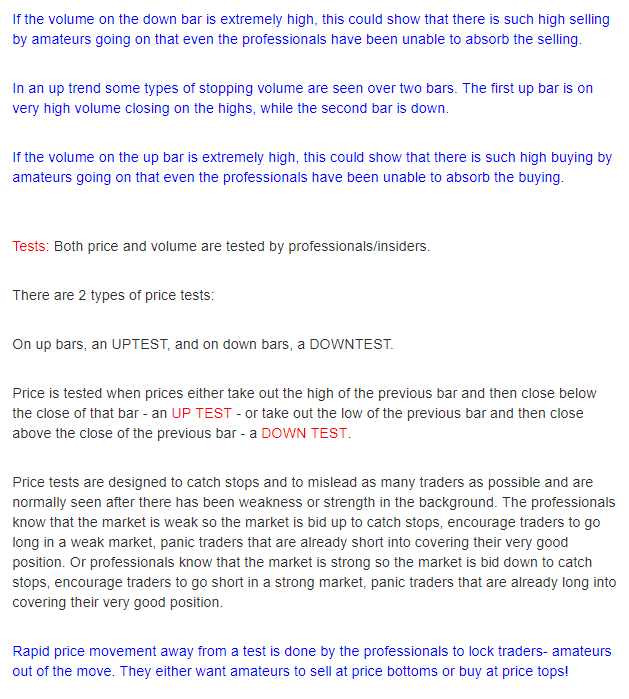 If the volume on the down bar is extremely high, this could show that there is such high selling
by amateurs going on that even the professionals have been unable to absorb the selling.
In an up trend some types of stopping volume are seen over two bars. The first up bar is on
very high volume closing on the highs, while the second bar is down.
If the volume on the up bar is extremely high, this could show that there is such high buying by
amateurs going on that even the professionals have been unable to absorb the buying.
Tests: Both price and volume are tested by professionals/insiders.
There are 2 types of price tests:
On up bars, an UPTEST, and on down bars, a DOWNTEST.
Price is tested when prices either take out the high of the previous bar and then close below
the close of that bar - an UP TEST - or take out the low of the previous bar and then close
above the close of the previous bar - a DOWN TEST.
Price tests are designed to catch stops and to mislead as many traders as possible and are
normally seen after there has been weakness or strength in the background. The professionals
know that the market is weak so the market is bid up to catch stops, encourage traders to go
long in a weak market, panic traders that are already short into covering their very good
position. Or professionals know that the market is strong so the market is bid down to catch
stops, encourage traders to go short in a strong market, panic traders that are already long into
covering their very good position.
Rapid price movement away from a test is done by the professionals to lock traders- amateurs
out of the move. They either want amateurs to sell at price bottoms or buy at price tops!